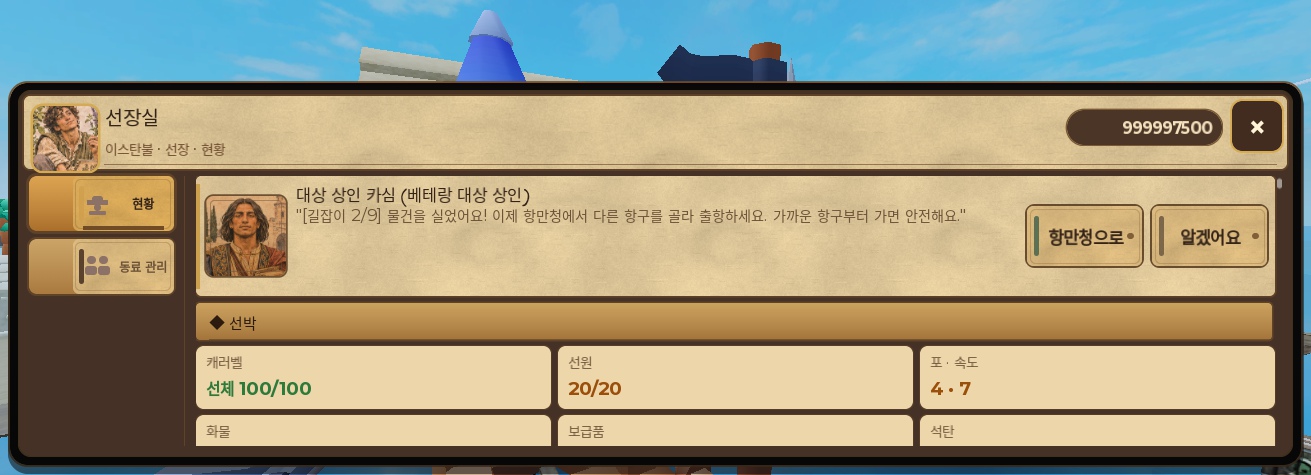 선장실
이스탄불 · 선장 · 현황
999997500
×
현황
동료 관리
대상 상인 카심 (베테랑 대상 상인)
"[길잡이 2/9] 물건을 실었어요! 이제 항만청에서 다른 항구를 골라 출항하세요. 가까운 항구부터 가면 안전해요."
항만청으로
알겠어요
◆ 선박
캐러벨
선체 100/100
선원
20/20
포 · 속도
4 · 7
화물
보급품
석탄